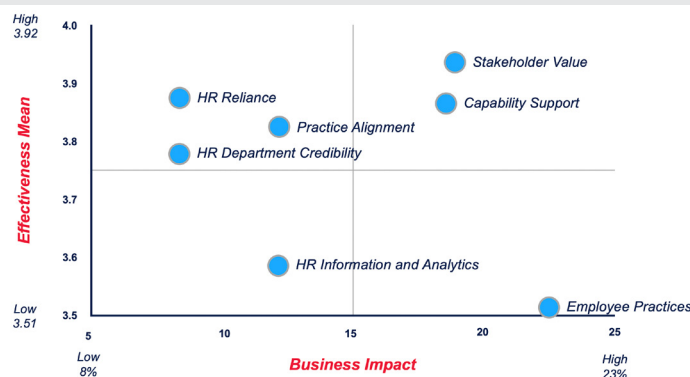 High
3.92
4.0
Stakeholder Value
3.9
HR Reliance
Capability Support
Practice Alignment
3.8
HR Department Credibility
Effectiveness Mean
3.7
3.6
HR Information and Analytics
Low
3.51
3.5
Employee Practices
5
10
15
20
25
Low
8%
Business Impact
High
23%